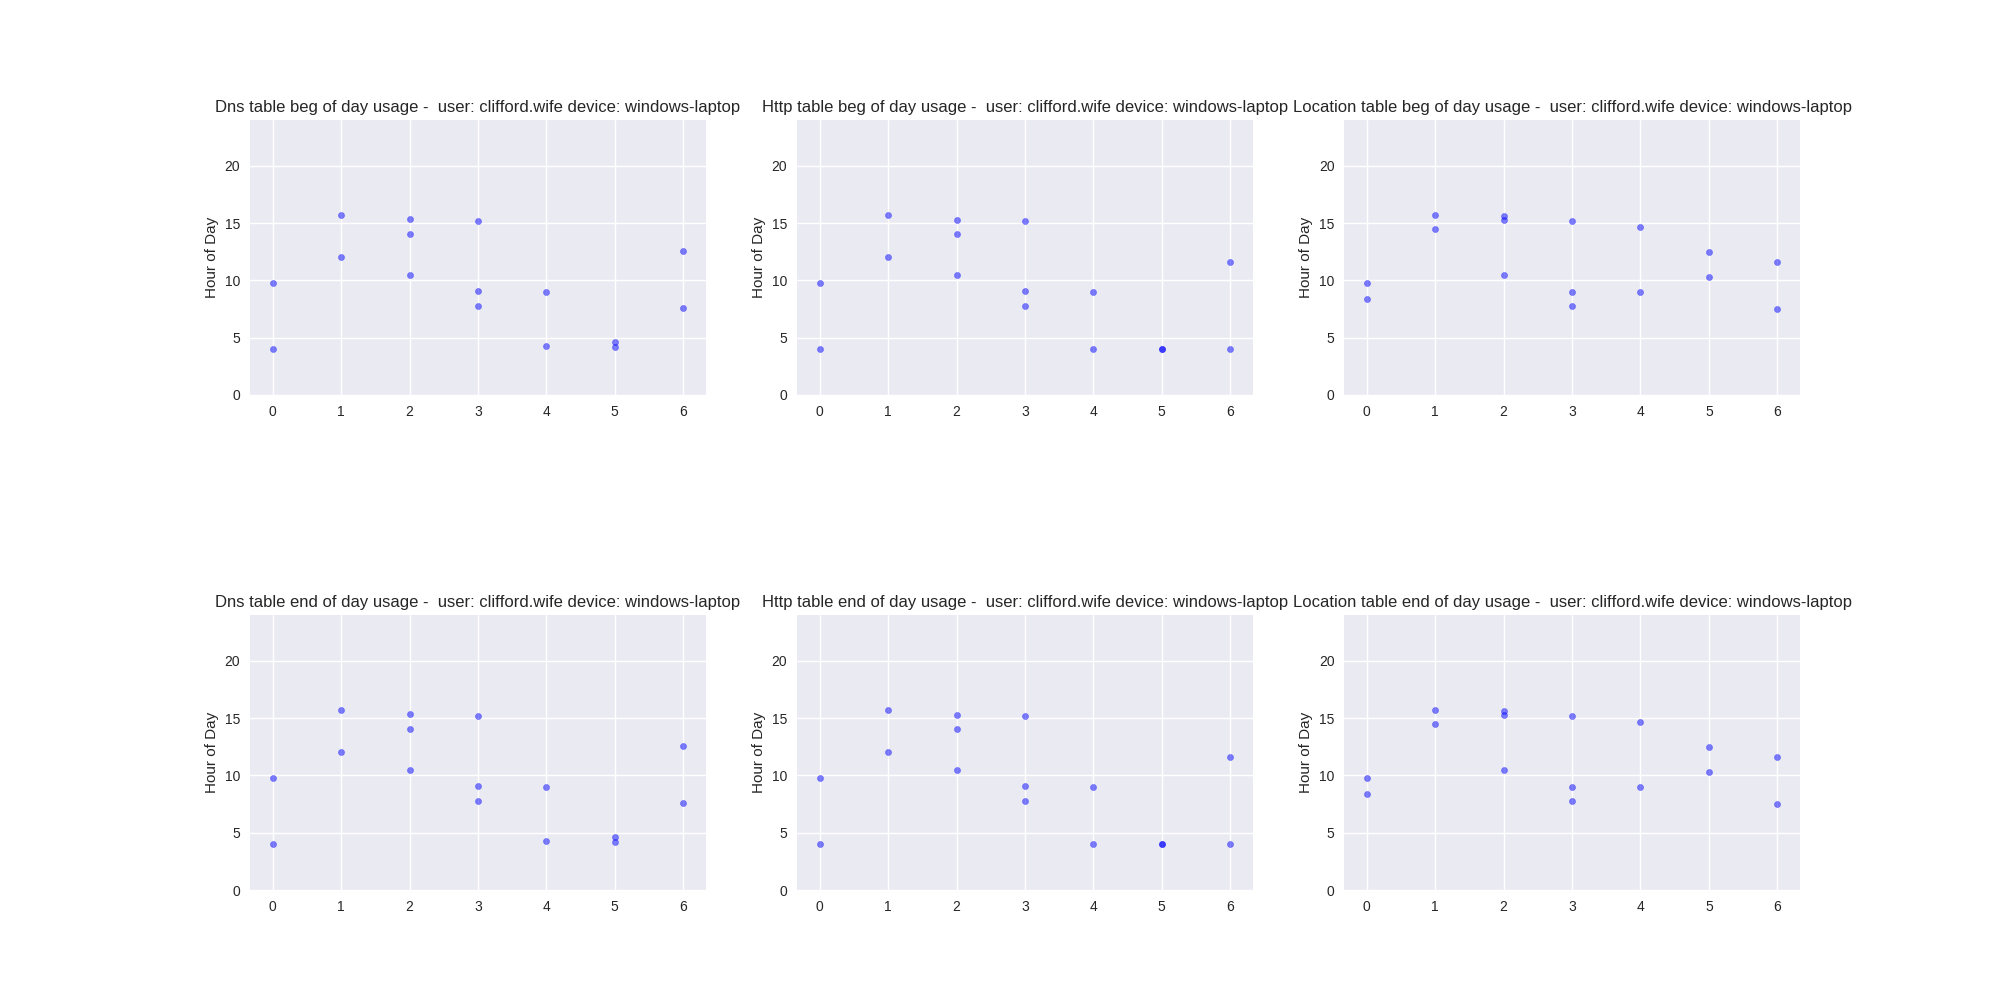 Dns table beg of day usage -  user: clifford.wife device: windows-laptop
Hour of Day
20
15
10
5
0
0 1 2 3 4 5 6
Http table beg of day usage -  user: clifford.wife device: windows-laptop
Hour of Day
20
15
10
5
0
0 1 2 3 4 5 6
Location table beg of day usage -  user: clifford.wife device: windows-laptop
Hour of Day
20
15
10
5
0
0 1 2 3 4 5 6
Dns table end of day usage -  user: clifford.wife device: windows-laptop
Hour of Day
20
15
10
5
0
0 1 2 3 4 5 6
Http table end of day usage -  user: clifford.wife device: windows-laptop
Hour of Day
20
15
10
5
0
0 1 2 3 4 5 6
Location table end of day usage -  user: clifford.wife device: windows-laptop
Hour of Day
20
15
10
5
0
0 1 2 3 4 5 6